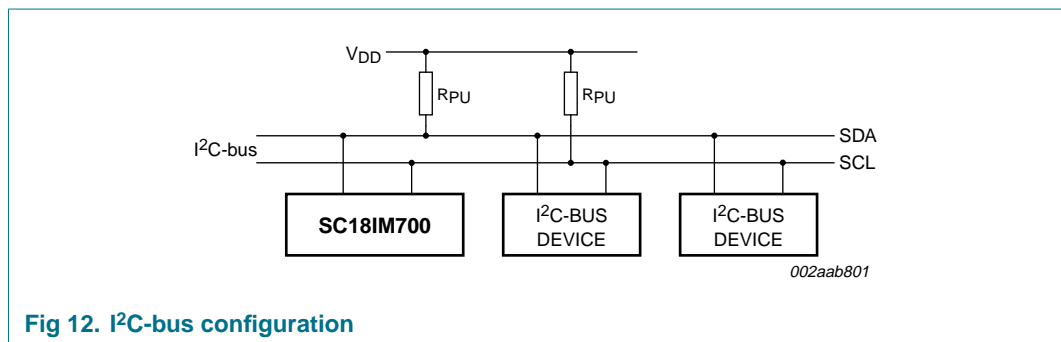 VDD
RPU RPU
SDA
I²C-bus
SCL
SC18IM700 I²C-BUS DEVICE I²C-BUS DEVICE
002aab801
Fig 12. I²C-bus configuration